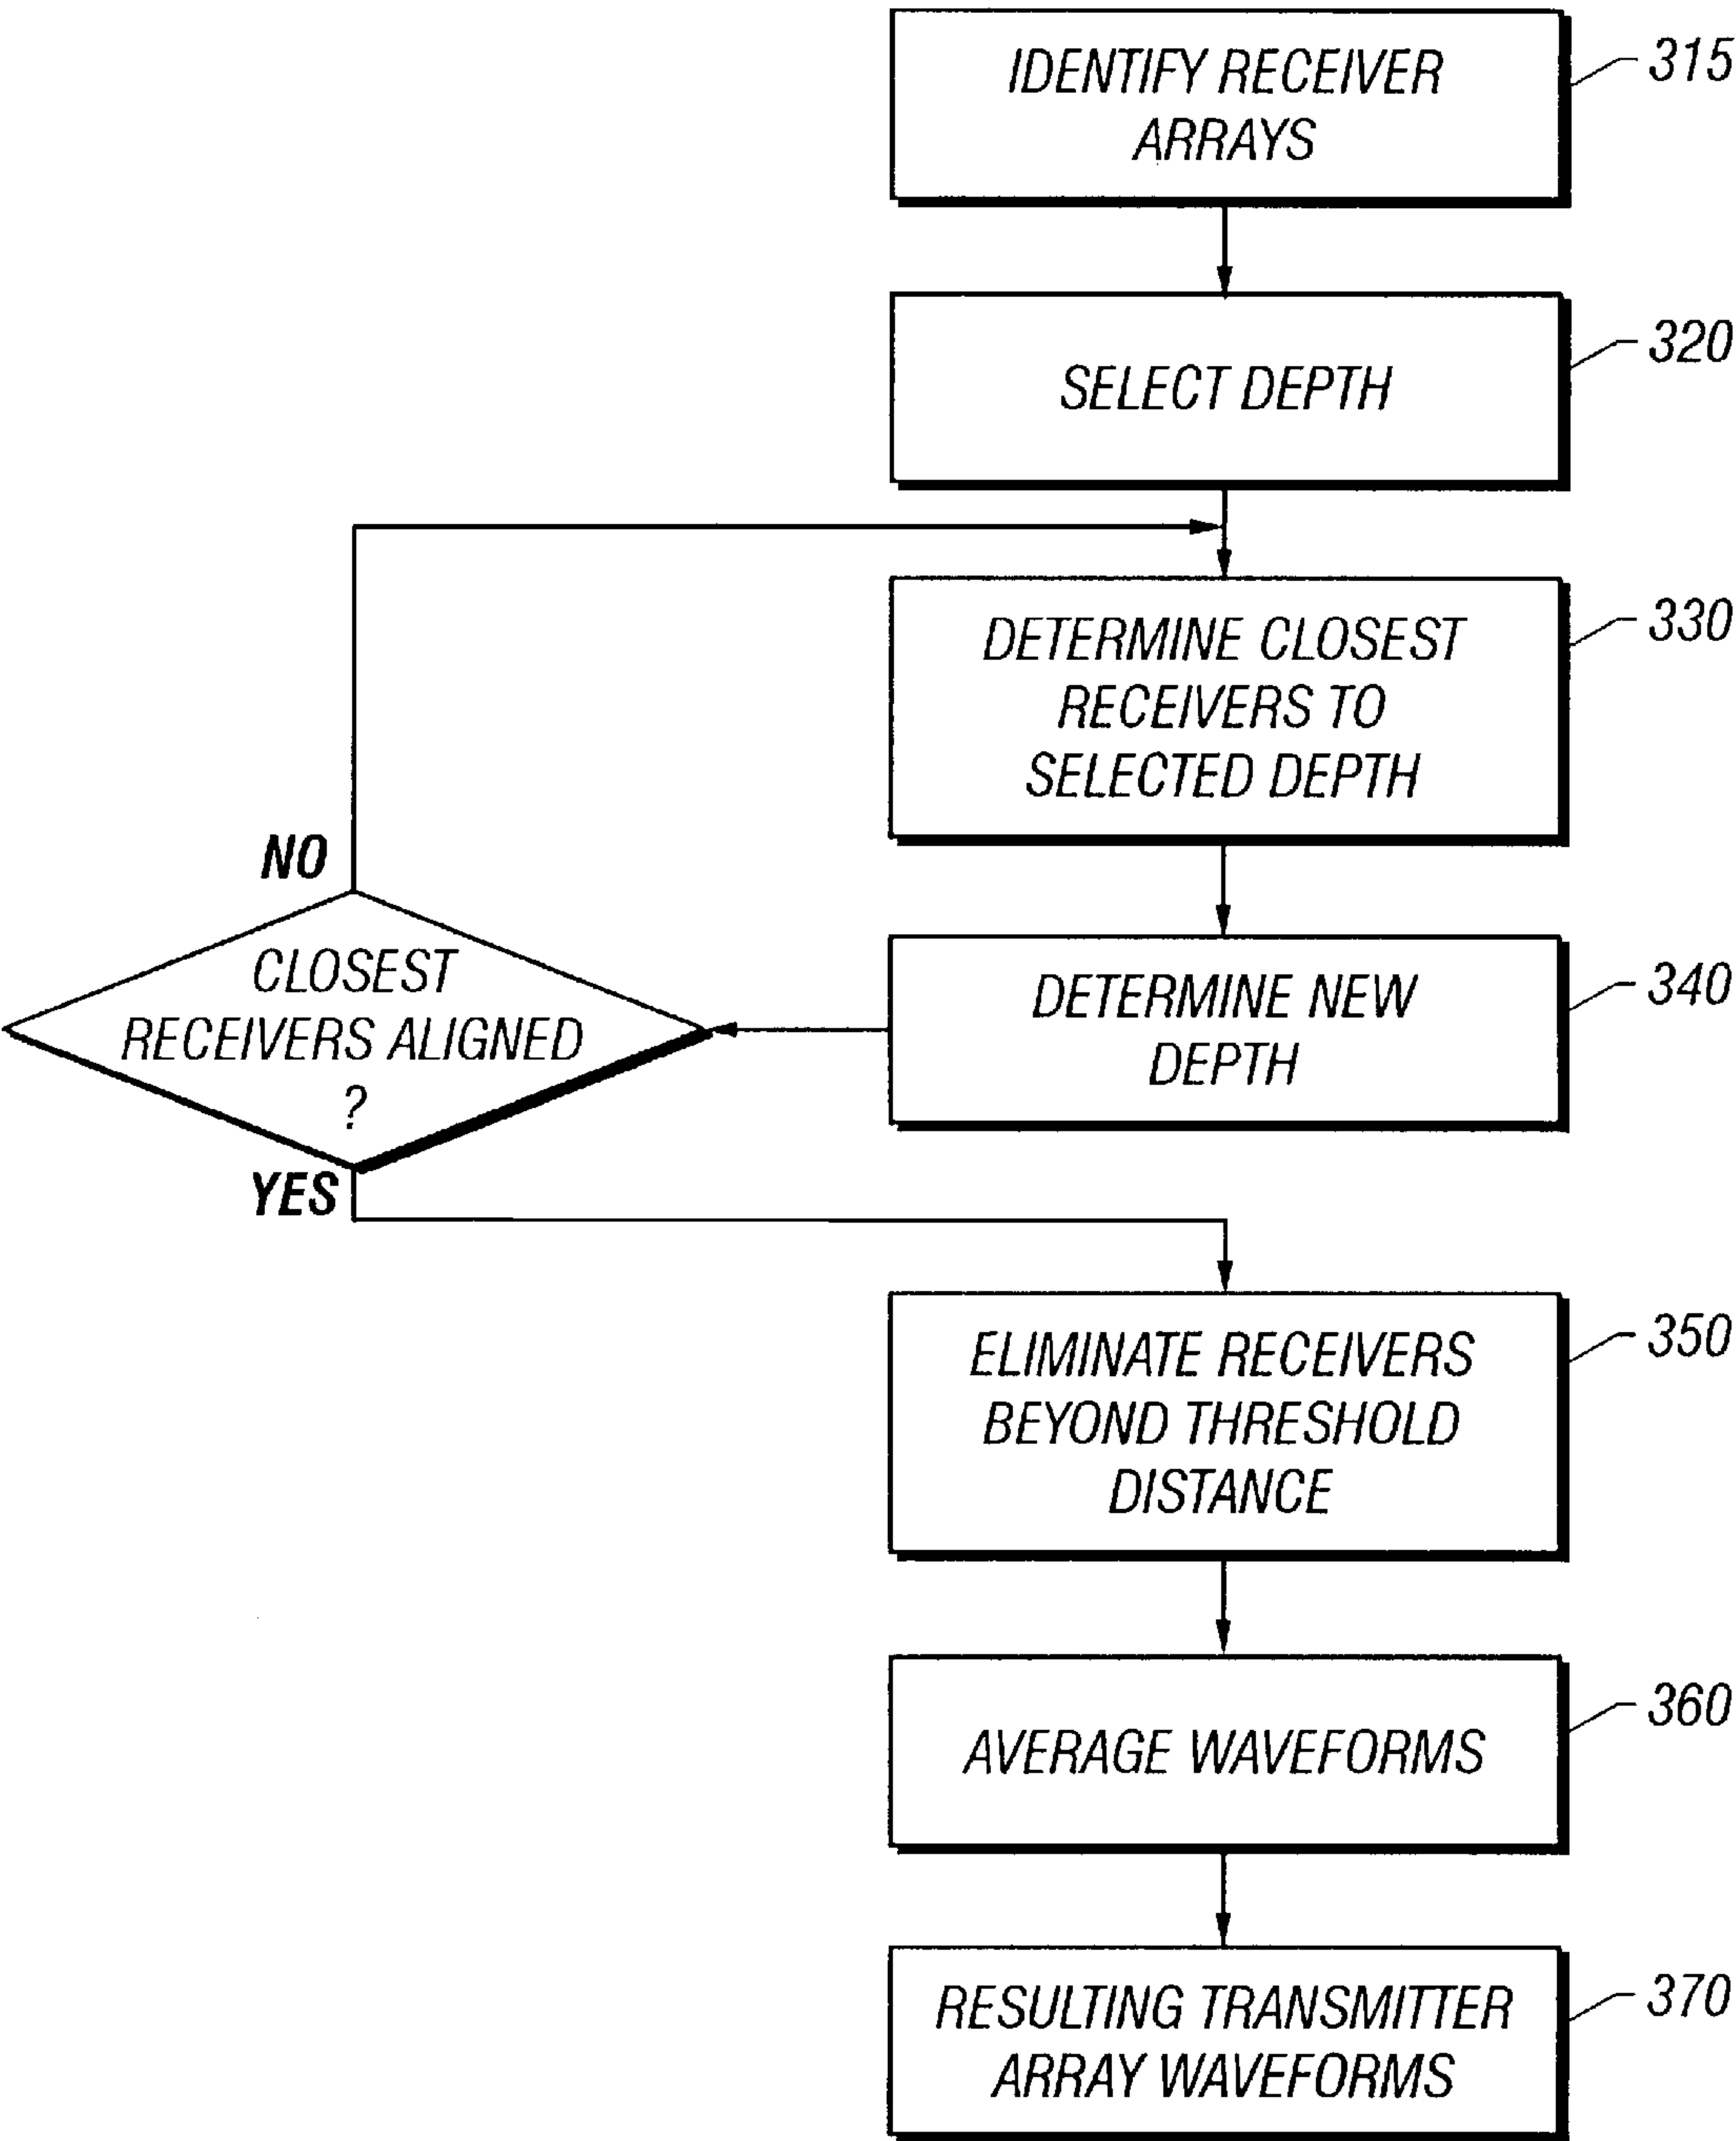 IDENTIFY RECEIVER
ARRAYS
315
SELECT DEPTH
320
DETERMINE CLOSEST
RECEIVERS TO
SELECTED DEPTH
330
DETERMINE NEW
DEPTH
340
NO
CLOSEST
RECEIVERS ALIGNED
?
YES
ELIMINATE RECEIVERS
BEYOND THRESHOLD
DISTANCE
350
AVERAGE WAVEFORMS
360
RESULTING TRANSMITTER
ARRAY WAVEFORMS
370